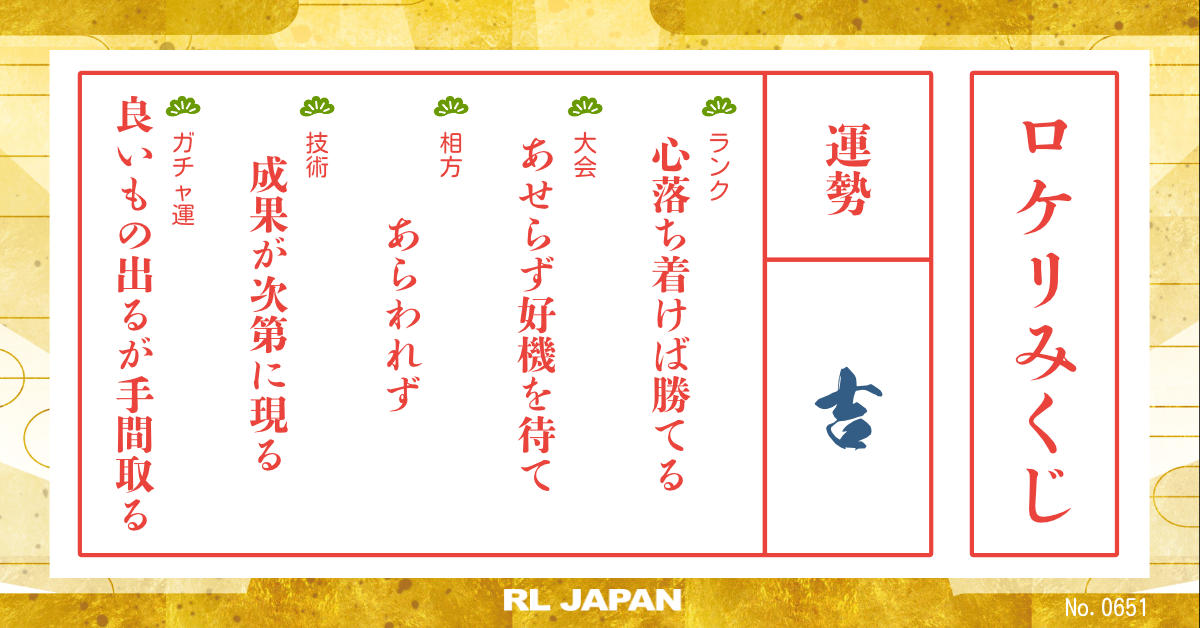 ロケリみくじ
運勢
吉
ランク
心落ち着けば勝てる
大会
あせらず好機を待て
相方
あらわれず
技術
成果が次第に現る
ガチャ運
良いもの出るが手間取る
RL JAPAN
No.0651